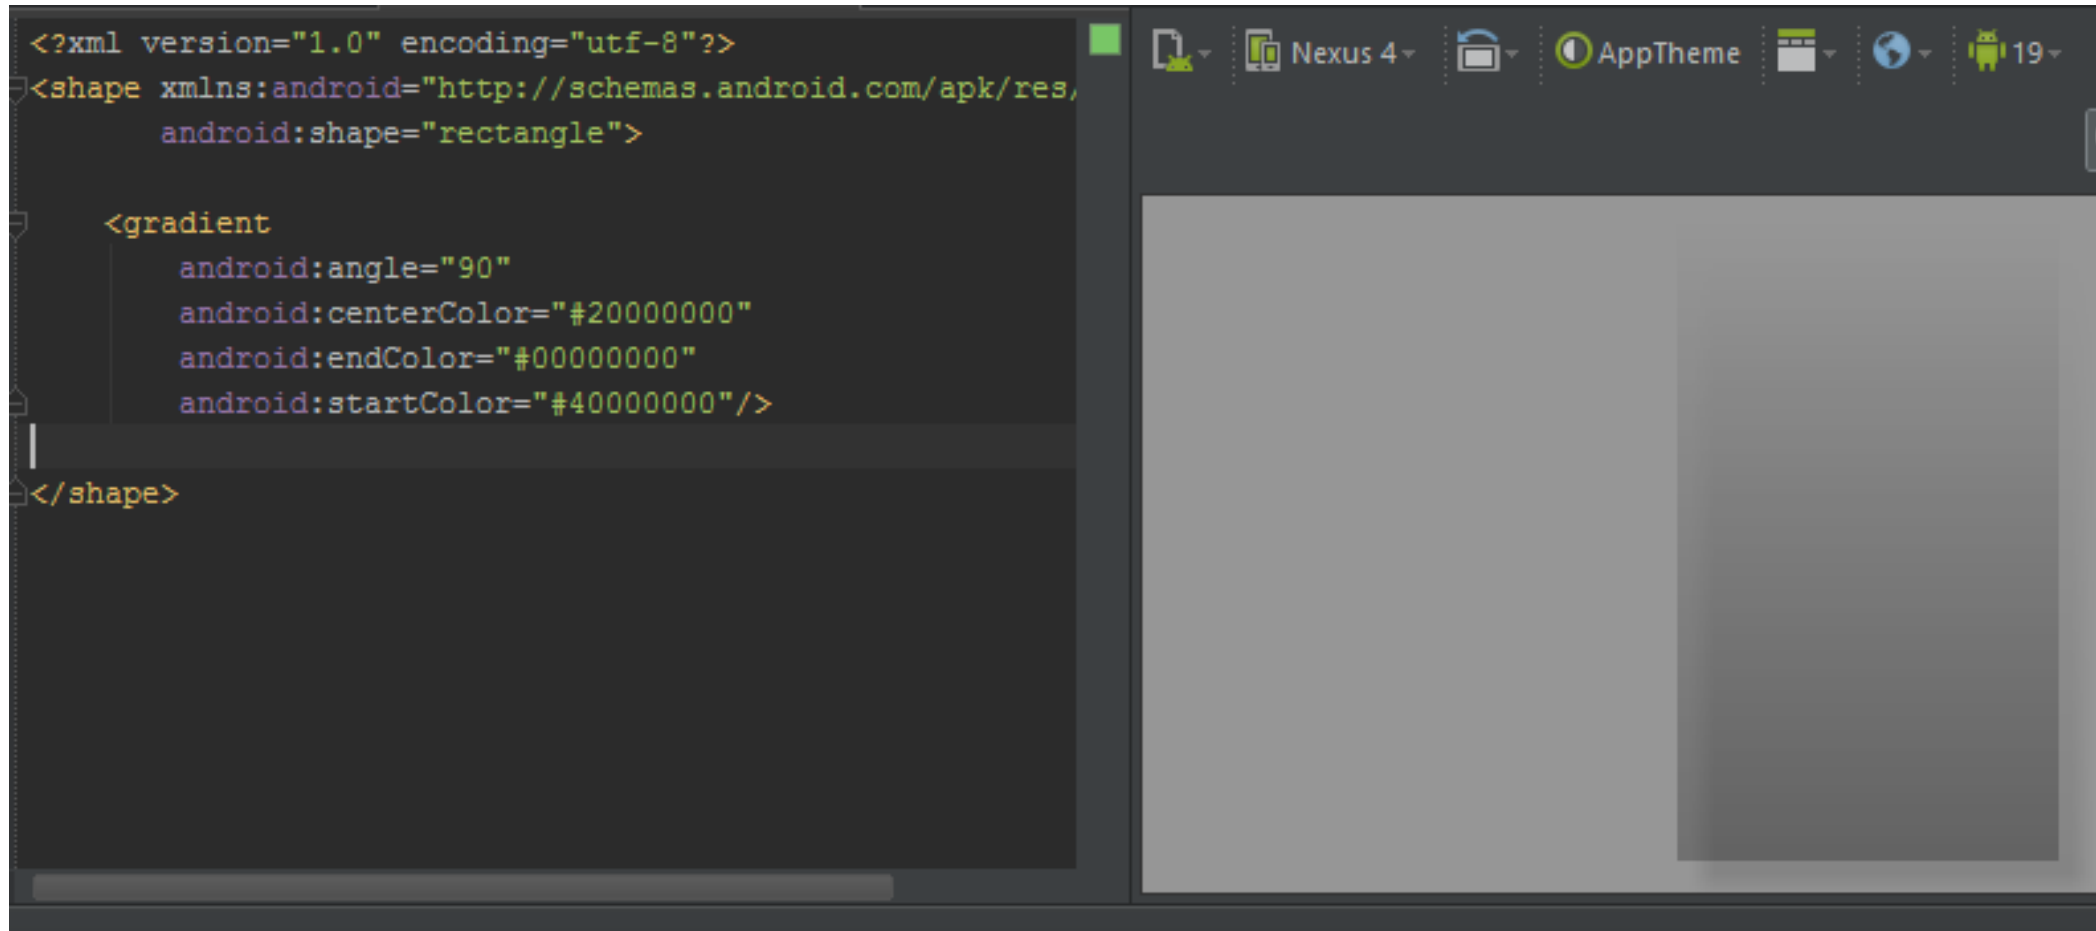 <?xml version="1.0" encoding="utf-8"?>
<shape xmlns:android="http://schemas.android.com/apk/res/
android:shape="rectangle">
<gradient
android:angle="90"
android:centerColor="#20000000"
android:endColor="#00000000"
android:startColor="#40000000"/>
</shape>
Nexus 4 AppTheme 19